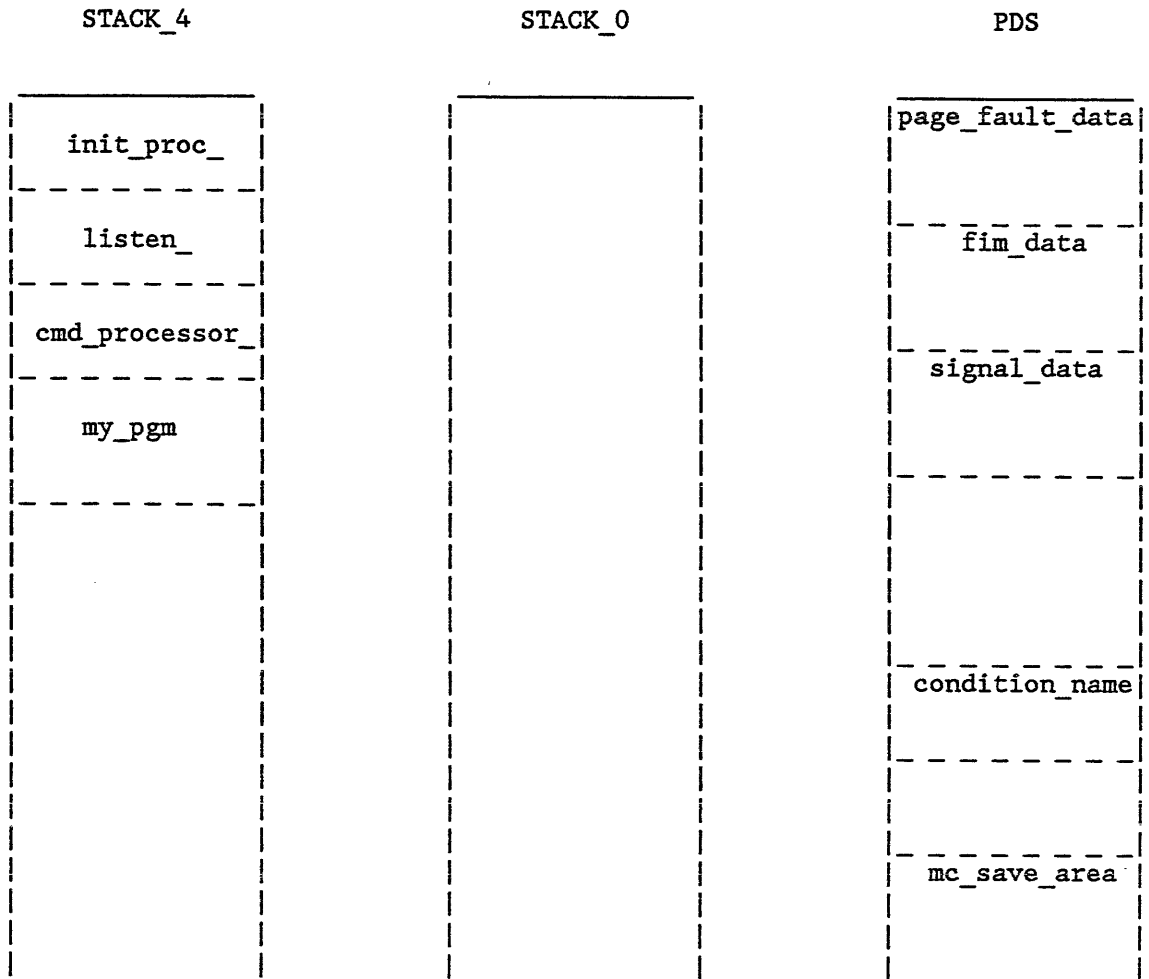 STACK_4 STACK_0 PDS
page_fault_data
init_proc_
listen_ fim_data
cmd_processor_
signal_data
my_pgm
condition_name
mc_save_area